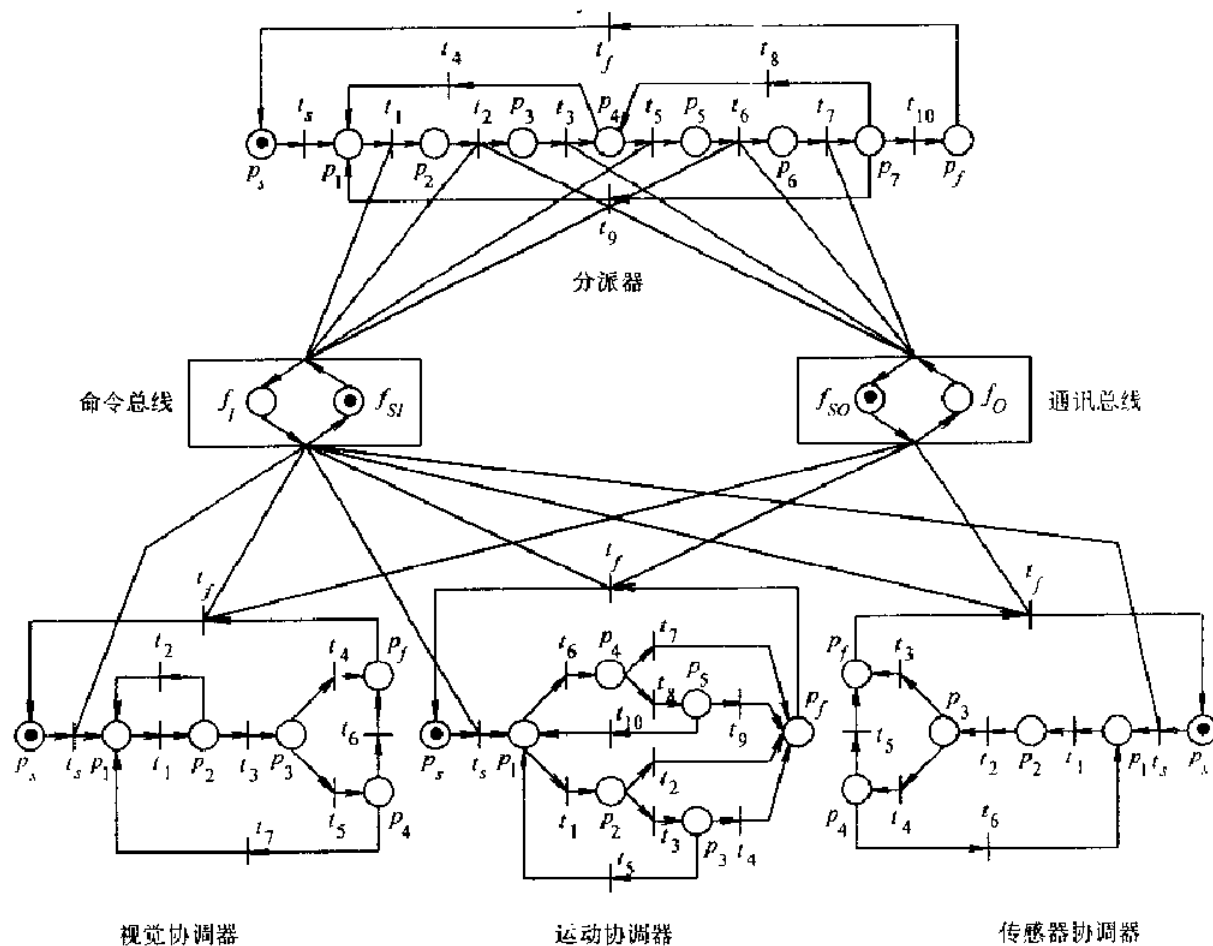 t_f
t_4 t_8
t_s t_1 t_2 p_3 t_3 p_4 t_5 p_5 t_6 t_7 t_10
p_s p_1 p_2 p_6 p_7 p_f
t_9
分派器
命令总线 f_I f_SI f_SO f_O 通讯总线
t_f t_f t_f
t_2 t_4 p_f t_6 p_4 t_7 p_f t_3
t_8 p_5 p_3
t_6 t_10 t_9 p_f t_5
p_s t_s p_1 t_1 p_2 t_3 p_3 p_s t_s p_1 t_2 t_2 p_2 t_1 p_1 t_s p_s
t_5 p_4 t_1 p_2 t_3 p_3 t_4 p_4 t_4
t_7 t_5 t_6
视觉协调器 运动协调器 传感器协调器